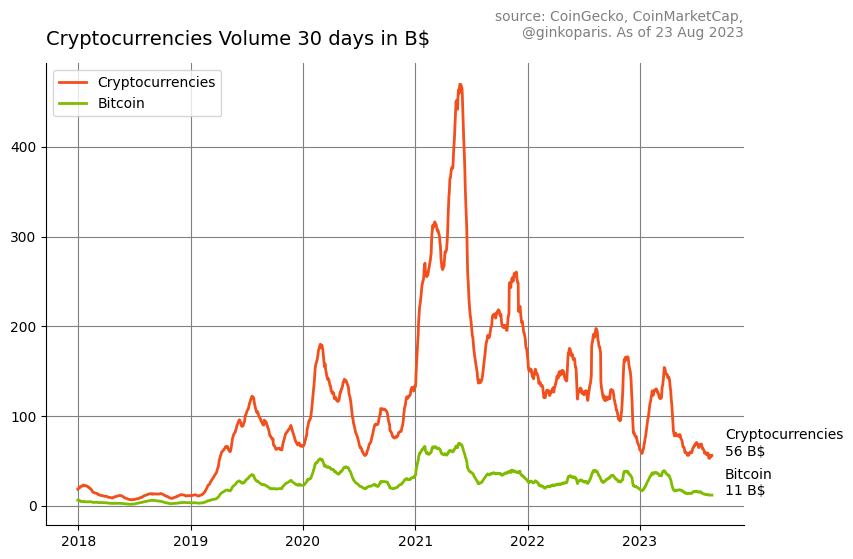 source: CoinGecko, CoinMarketCap,
@ginkoparis. As of 23 Aug 2023
Cryptocurrencies Volume 30 days in B$
Cryptocurrencies
Bitcoin
400
300
200
100
0
Cryptocurrencies
56 B$
Bitcoin
11 B$
2018
2019
2020
2021
2022
2023